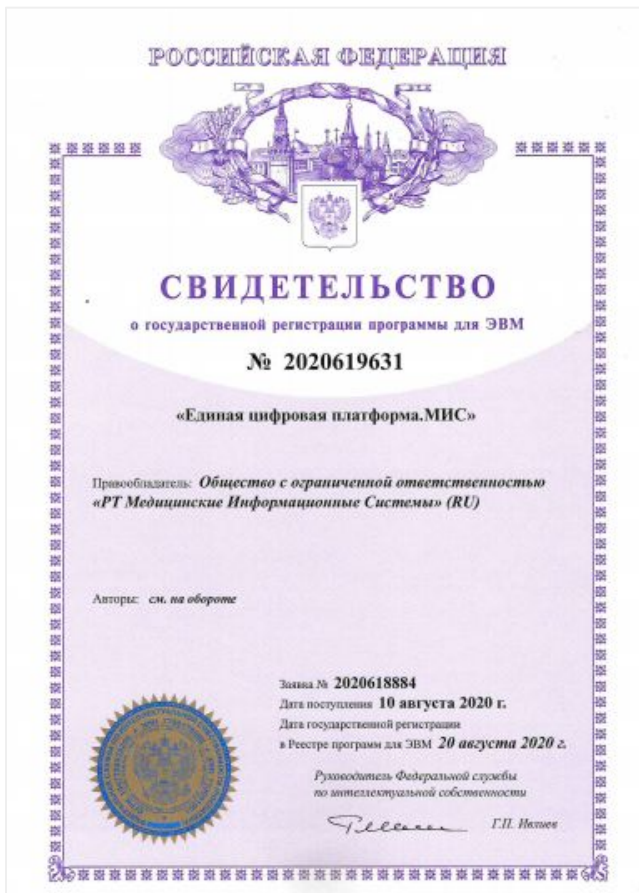 РОССИЙСКАЯ ФЕДЕРАЦИЯ
СВИДЕТЕЛЬСТВО
о государственной регистрации программы для ЭВМ
№ 2020619631
«Единая цифровая платформа.МИС»
Правообладатель: Общество с ограниченной ответственностью
«РТ Медицинские Информационные Системы» (RU)
Авторы: см. на обороте
Заявка № 2020618884
Дата поступления 10 августа 2020 г.
Дата государственной регистрации
в Реестре программ для ЭВМ 20 августа 2020 г.
Руководитель Федеральной службы
по интеллектуальной собственности
Г.П. Ивлиев